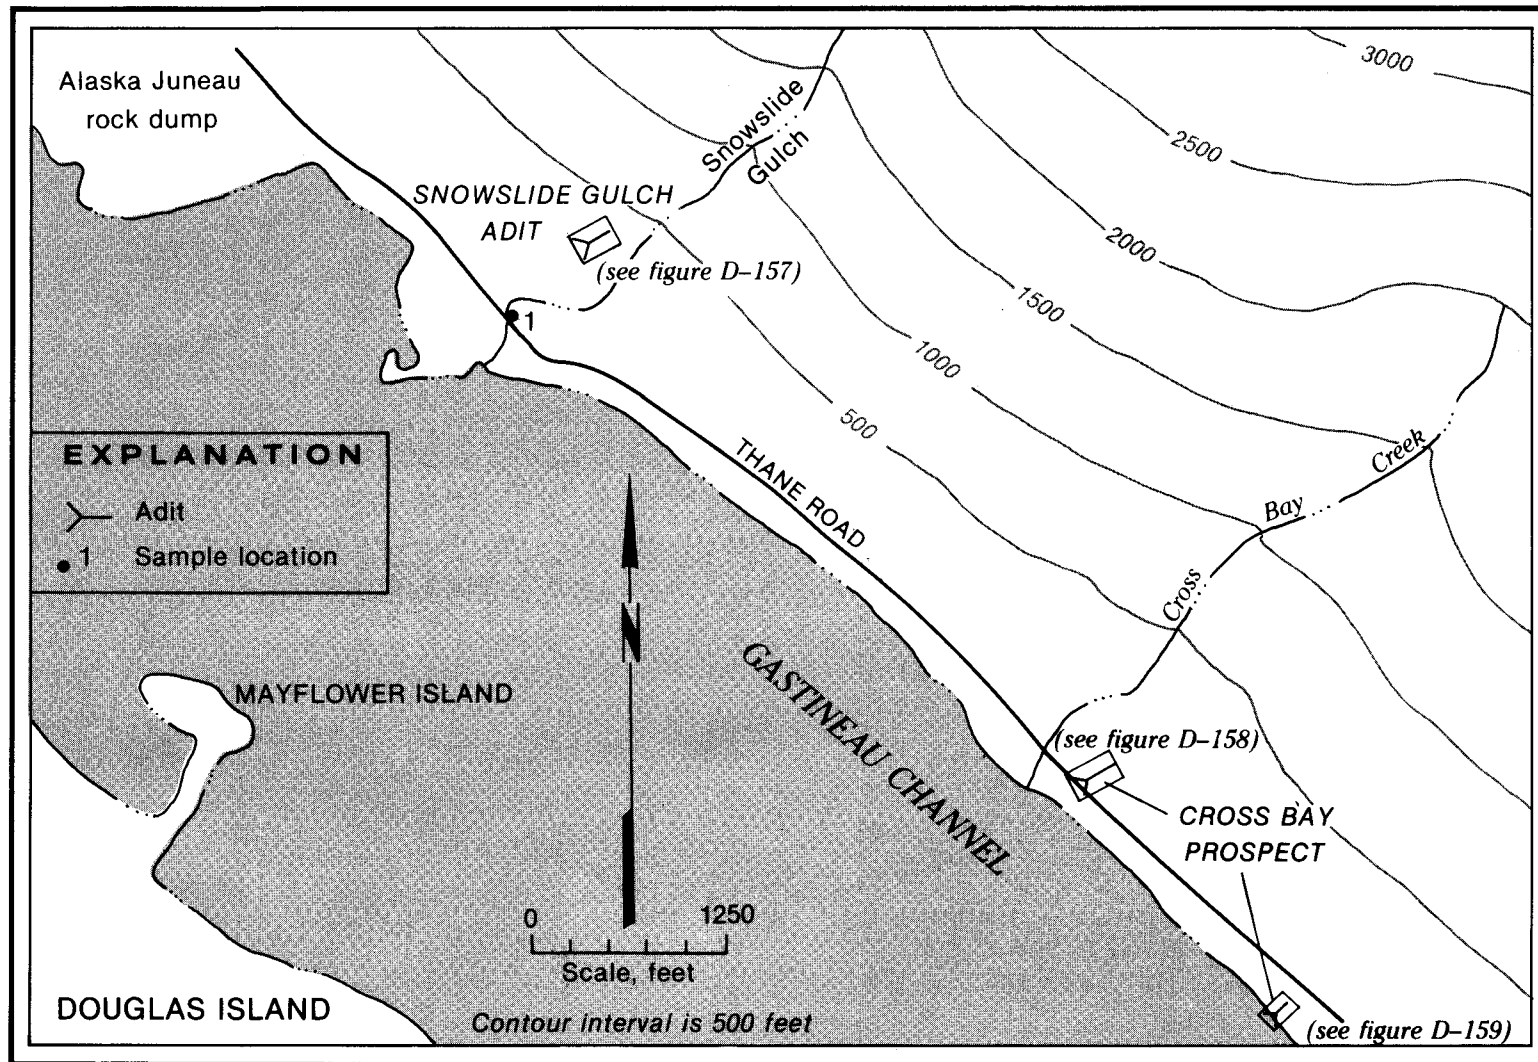 3000
Alaska Juneau
rock dump
Snowslide
Gulch
2500
SNOWSLIDE GULCH
ADIT
(see figure D–157)
2000
1500
1
1000
500
EXPLANATION
Adit
1 Sample location
THANE ROAD
Creek
Bay
Cross
N
GASTINEAU CHANNEL
MAYFLOWER ISLAND
(see figure D–158)
CROSS BAY
PROSPECT
0 1250
Scale, feet
DOUGLAS ISLAND
Contour interval is 500 feet
(see figure D–159)